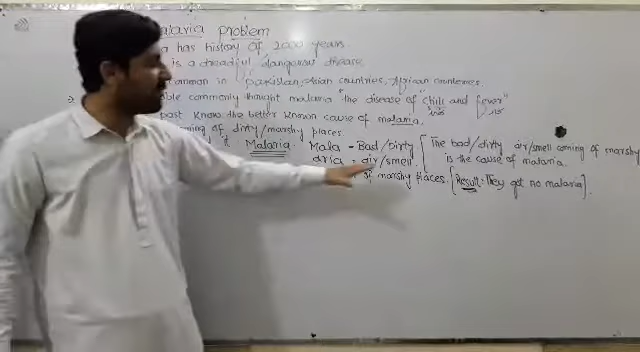 alaria problem
a has history of 2000 years.
is a dreadful, dangerous disease.
common in Pakistan, Asian countries, African countries.
ple commonly thought malaria "the disease of "chill and fever"
past know the better known cause of malaria.
ming of dirty/marshy places.
Malaria Mala - Bad/Dirty [The bad/dirty air/smell coming of marshy
aria - air/smell. is the cause of malaria.
of marshy places. [Result: They got no malaria].